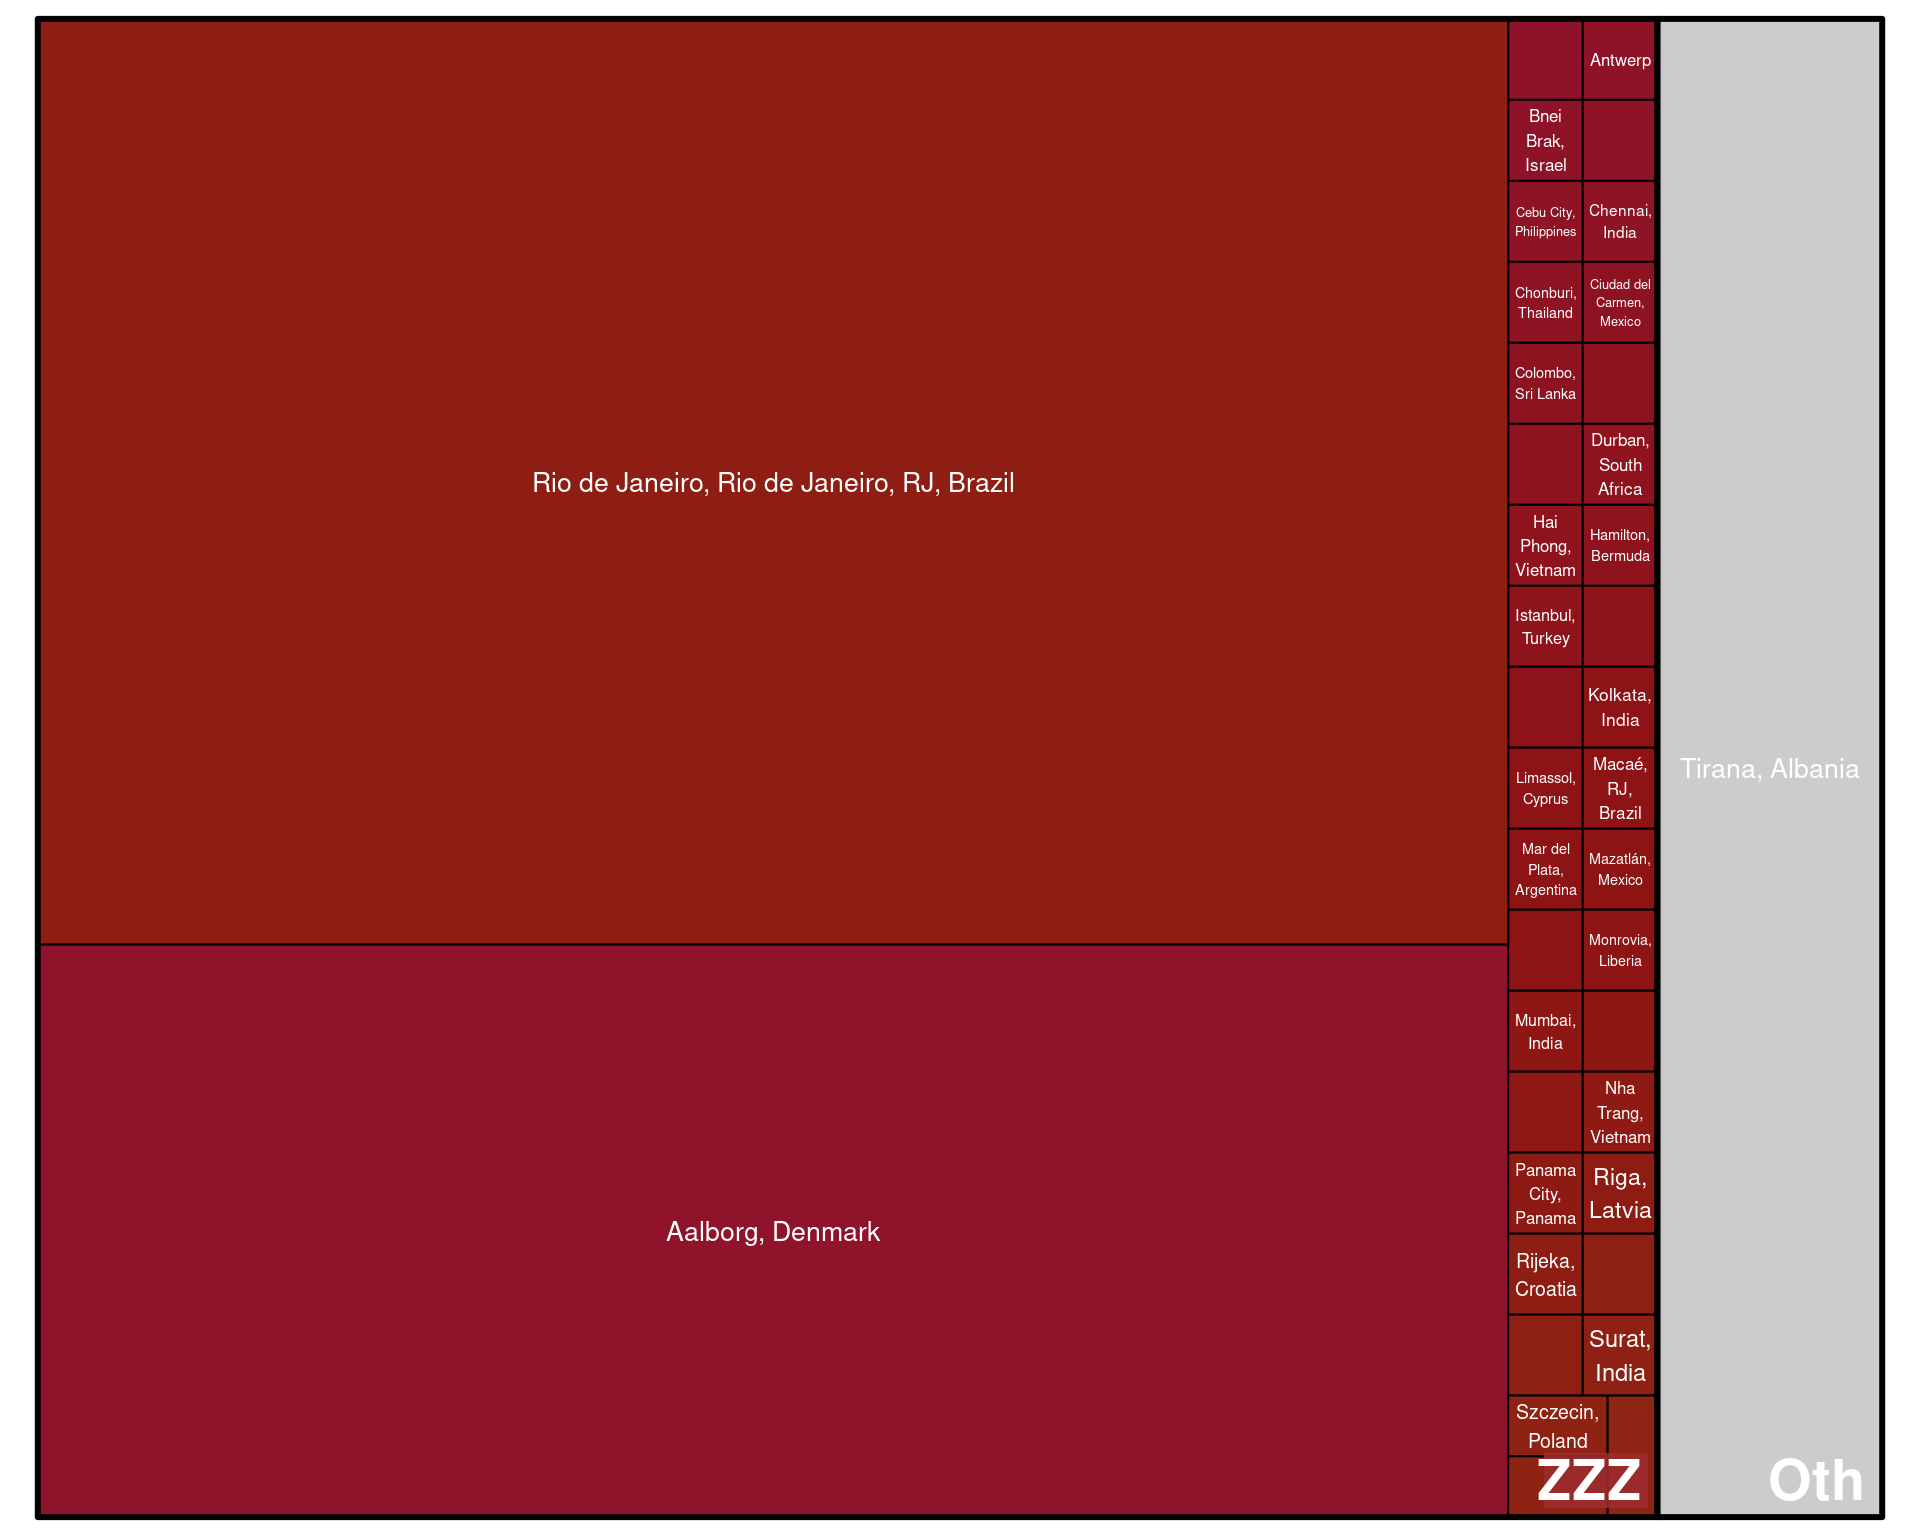 Rio de Janeiro, Rio de Janeiro, RJ, Brazil
Aalborg, Denmark
Antwerp
Bnei
Brak,
Israel
Cebu City,
Philippines
Chennai,
India
Chonburi,
Thailand
Ciudad del
Carmen,
Mexico
Colombo,
Sri Lanka
Durban,
South
Africa
Hai
Phong,
Vietnam
Hamilton,
Bermuda
Istanbul,
Turkey
Kolkata,
India
Limassol,
Cyprus
Macaé,
RJ,
Brazil
Mar del
Plata,
Argentina
Mazatlán,
Mexico
Monrovia,
Liberia
Mumbai,
India
Nha
Trang,
Vietnam
Panama
City,
Panama
Riga,
Latvia
Rijeka,
Croatia
Surat,
India
Szczecin,
Poland
ZZZ
Tirana, Albania
Oth